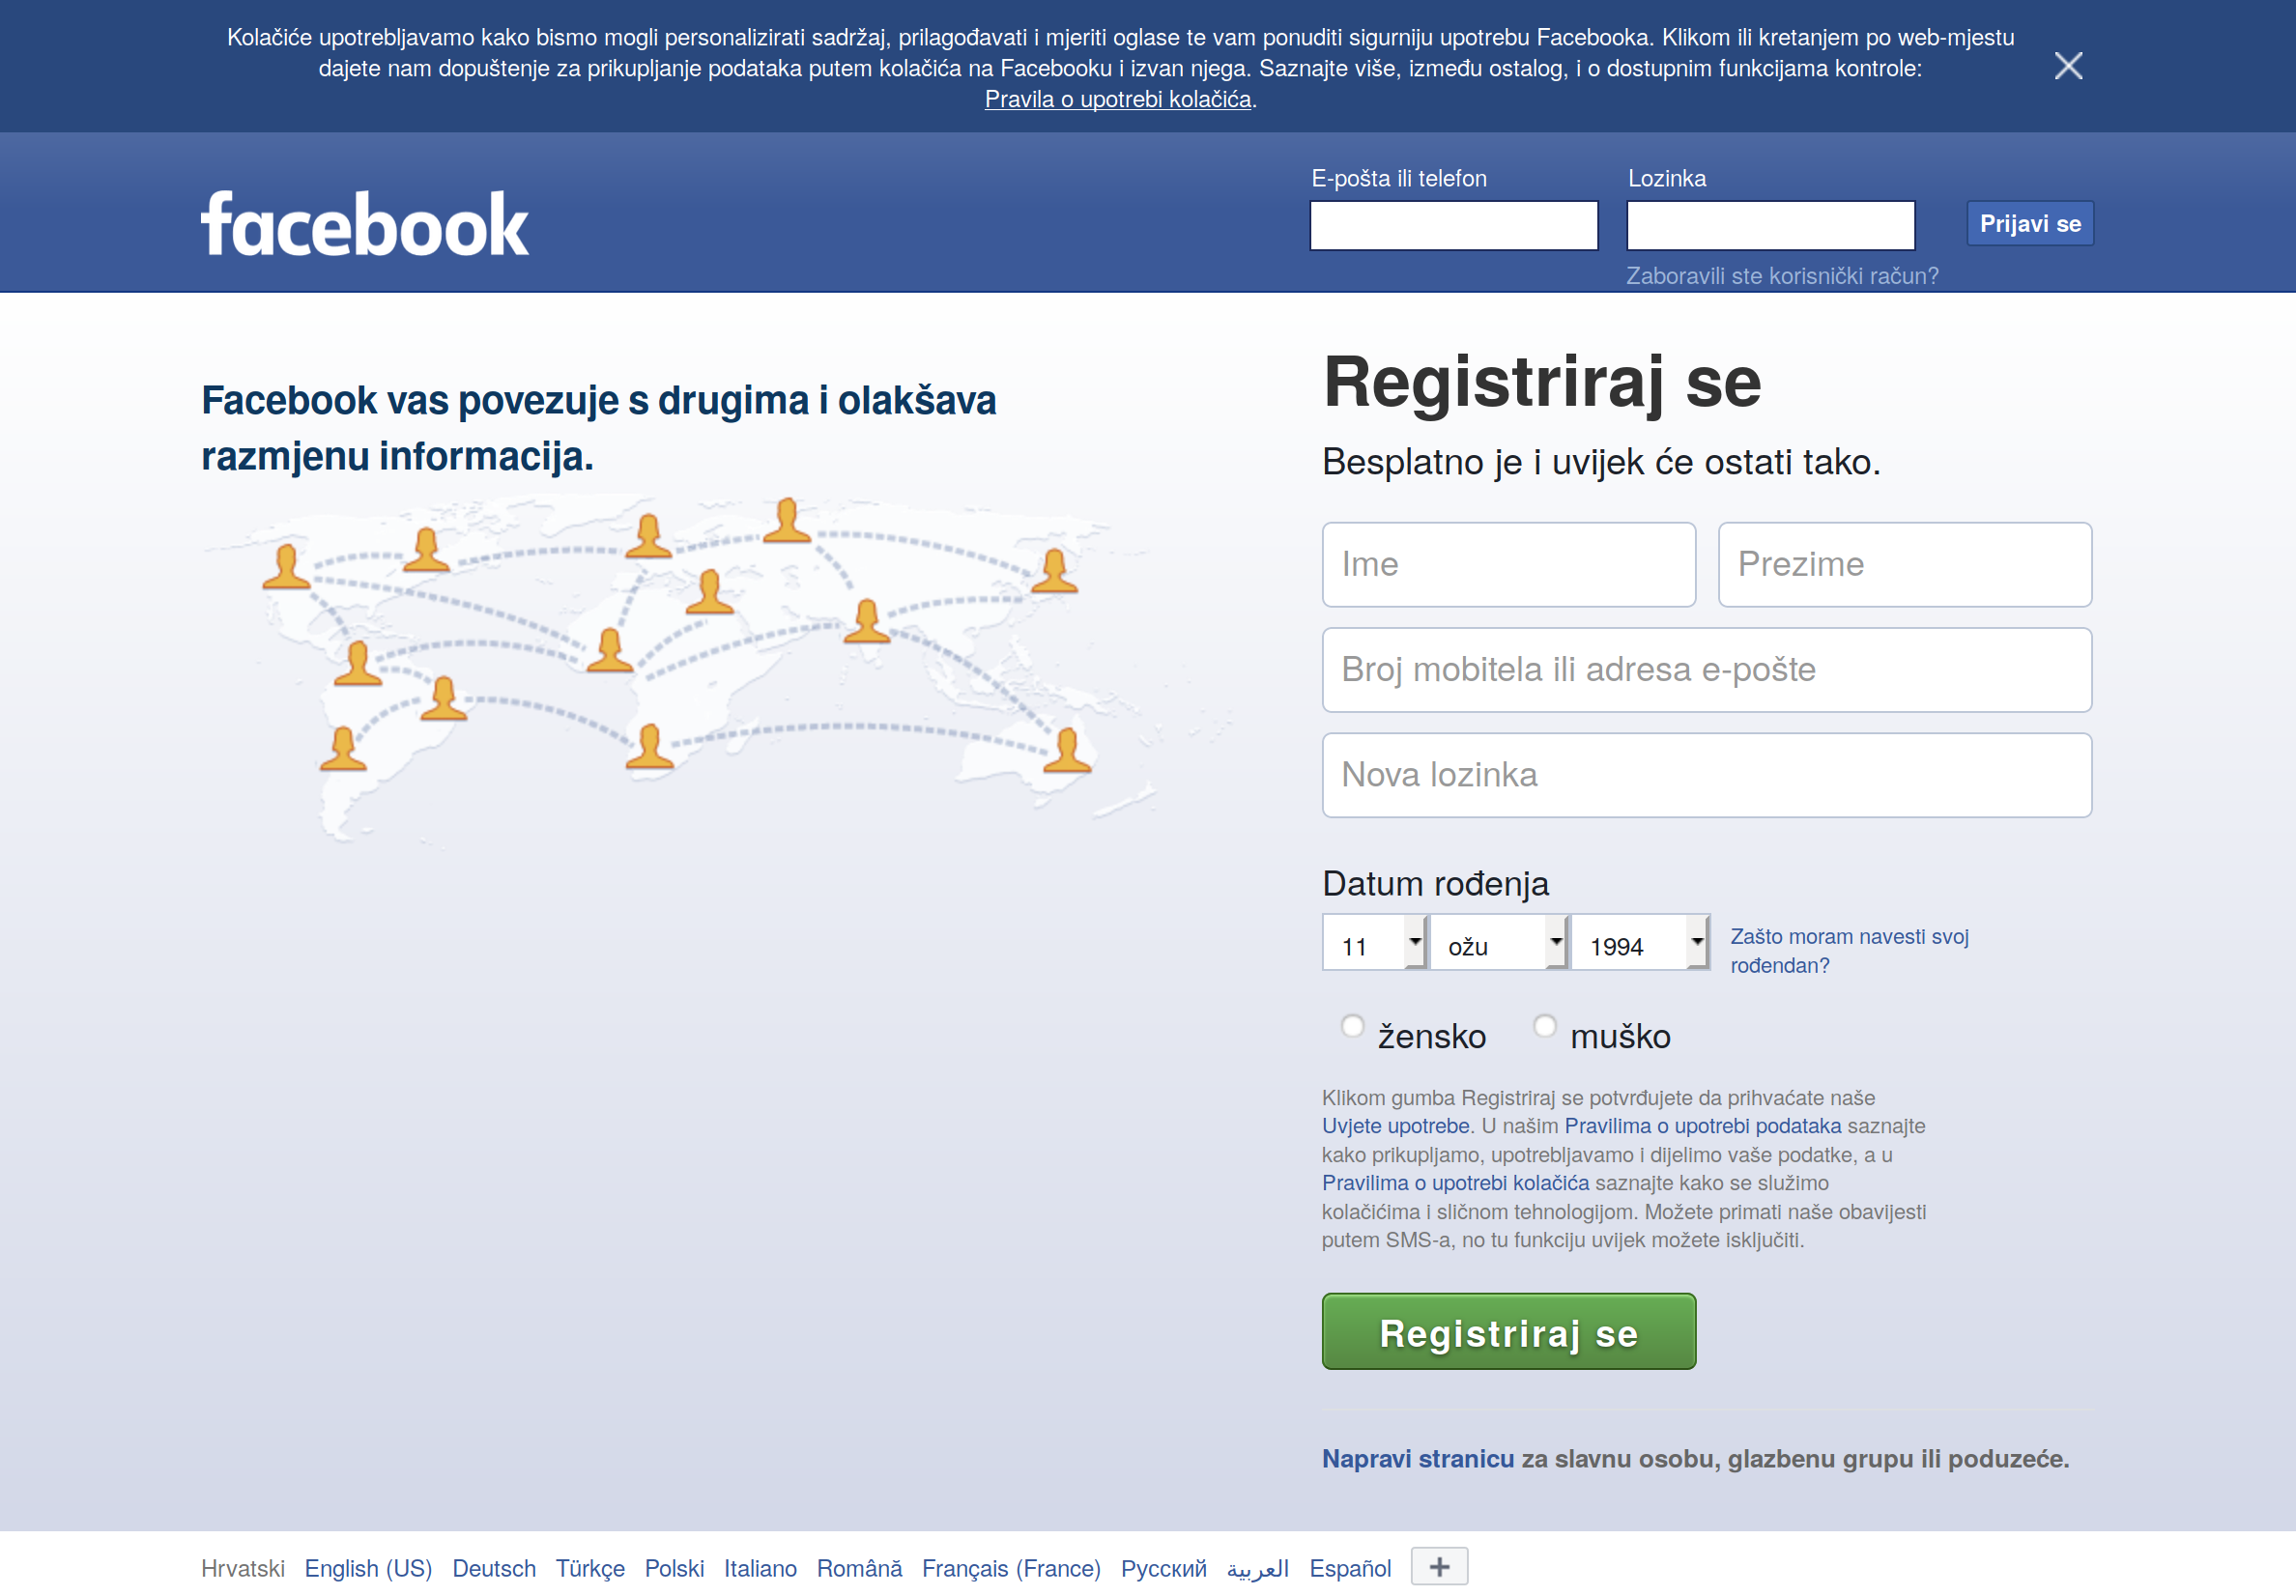 Kolačiće upotrebljavamo kako bismo mogli personalizirati sadržaj, prilagođavati i mjeriti oglase te vam ponuditi sigurniju upotrebu Facebooka. Klikom ili kretanjem po web-mjestu
dajete nam dopuštenje za prikupljanje podataka putem kolačića na Facebooku i izvan njega. Saznajte više, između ostalog, i o dostupnim funkcijama kontrole:
Pravila o upotrebi kolačića.
facebook
E-pošta ili telefon
Lozinka
Prijavi se
Zaboravili ste korisnički račun?
Facebook vas povezuje s drugima i olakšava
razmjenu informacija.
Registriraj se
Besplatno je i uvijek će ostati tako.
Ime
Prezime
Broj mobitela ili adresa e-pošte
Nova lozinka
Datum rođenja
11
ožu
1994
Zašto moram navesti svoj
rođendan?
žensko
muško
Klikom gumba Registriraj se potvrđujete da prihvaćate naše
Uvjete upotrebe. U našim Pravilima o upotrebi podataka saznajte
kako prikupljamo, upotrebljavamo i dijelimo vaše podatke, a u
Pravilima o upotrebi kolačića saznajte kako se služimo
kolačićima i sličnom tehnologijom. Možete primati naše obavijesti
putem SMS-a, no tu funkciju uvijek možete isključiti.
Registriraj se
Napravi stranicu za slavnu osobu, glazbenu grupu ili poduzeće.
Hrvatski English (US) Deutsch Türkçe Polski Italiano Română Français (France) Русский العربية Español +